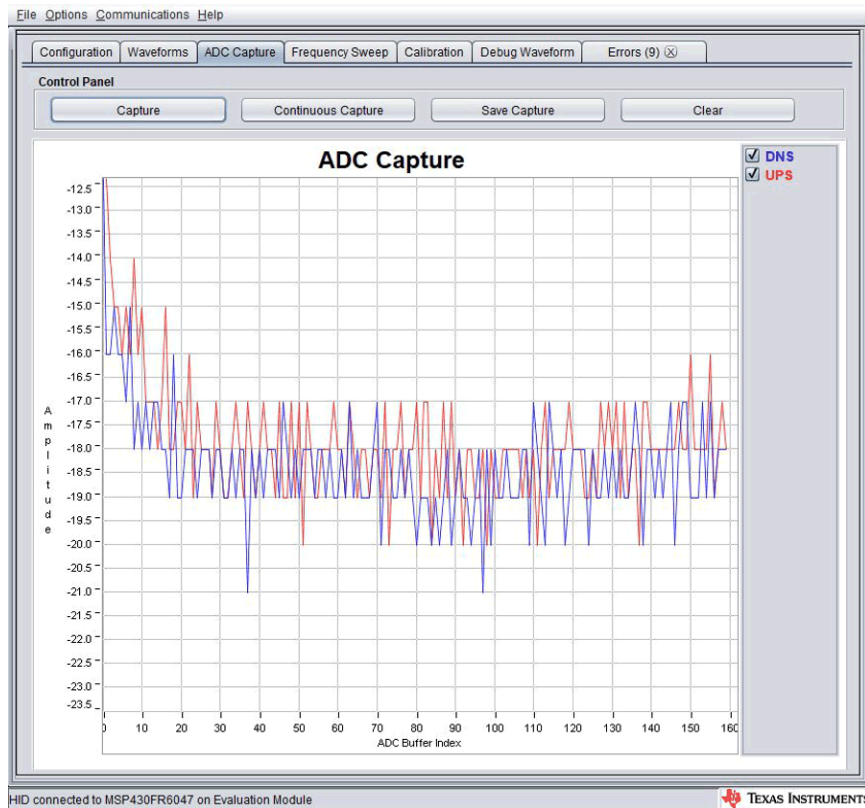 File Options Communications Help
Configuration Waveforms ADC Capture Frequency Sweep Calibration Debug Waveform Errors (9)
Control Panel
Capture Continuous Capture Save Capture Clear
ADC Capture
DNS
UPS
-12.5
-13.0
-13.5
-14.0
-14.5
-15.0
-15.5
-16.0
-16.5
-17.0
-17.5
-18.0
-18.5
-19.0
-19.5
-20.0
-20.5
-21.0
-21.5
-22.0
-22.5
-23.0
-23.5
Amplitude
0 10 20 30 40 50 60 70 80 90 100 110 120 130 140 150 160
ADC Buffer Index
HID connected to MSP430FR6047 on Evaluation Module
TEXAS INSTRUMENTS